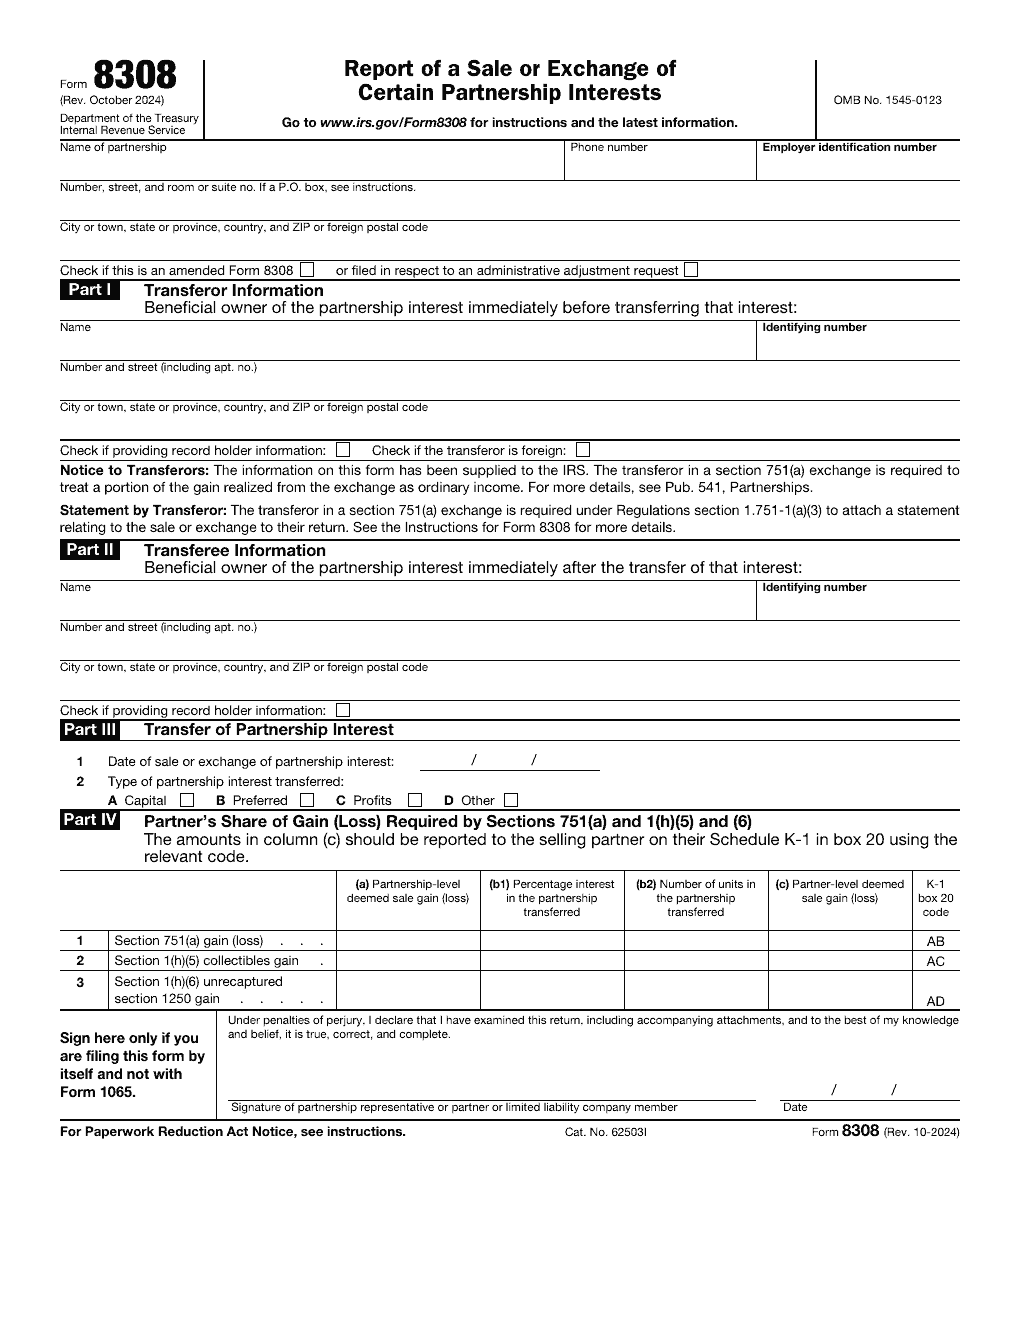 Form 8308
(Rev. October 2024)
Department of the Treasury
Internal Revenue Service
Report of a Sale or Exchange of
Certain Partnership Interests
Go to www.irs.gov/Form8308 for instructions and the latest information.
OMB No. 1545-0123
Name of partnership
Phone number
Employer identification number
Number, street, and room or suite no. If a P.O. box, see instructions.
City or town, state or province, country, and ZIP or foreign postal code
Check if this is an amended Form 8308 or filed in respect to an administrative adjustment request
Part I Transferor Information
Beneficial owner of the partnership interest immediately before transferring that interest:
Name
Identifying number
Number and street (including apt. no.)
City or town, state or province, country, and ZIP or foreign postal code
Check if providing record holder information: Check if the transferor is foreign:
Notice to Transferors: The information on this form has been supplied to the IRS. The transferor in a section 751(a) exchange is required to
treat a portion of the gain realized from the exchange as ordinary income. For more details, see Pub. 541, Partnerships.
Statement by Transferor: The transferor in a section 751(a) exchange is required under Regulations section 1.751-1(a)(3) to attach a statement
relating to the sale or exchange to their return. See the Instructions for Form 8308 for more details.
Part II Transferee Information
Beneficial owner of the partnership interest immediately after the transfer of that interest:
Name
Identifying number
Number and street (including apt. no.)
City or town, state or province, country, and ZIP or foreign postal code
Check if providing record holder information:
Part III Transfer of Partnership Interest
1 Date of sale or exchange of partnership interest: / /
2 Type of partnership interest transferred:
A Capital B Preferred C Profits D Other
Part IV Partner's Share of Gain (Loss) Required by Sections 751(a) and 1(h)(5) and (6)
The amounts in column (c) should be reported to the selling partner on their Schedule K-1 in box 20 using the
relevant code.
(a) Partnership-level
deemed sale gain (loss)
(b1) Percentage interest
in the partnership
transferred
(b2) Number of units in
the partnership
transferred
(c) Partner-level deemed
sale gain (loss)
K-1
box 20
code
1 Section 751(a) gain (loss) . . . AB
2 Section 1(h)(5) collectibles gain . AC
3 Section 1(h)(6) unrecaptured
section 1250 gain . . . . . AD
Sign here only if you
are filing this form by
itself and not with
Form 1065.
Under penalties of perjury, I declare that I have examined this return, including accompanying attachments, and to the best of my knowledge
and belief, it is true, correct, and complete.
/ /
Signature of partnership representative or partner or limited liability company member
Date
For Paperwork Reduction Act Notice, see instructions.
Cat. No. 62503I
Form 8308 (Rev. 10-2024)